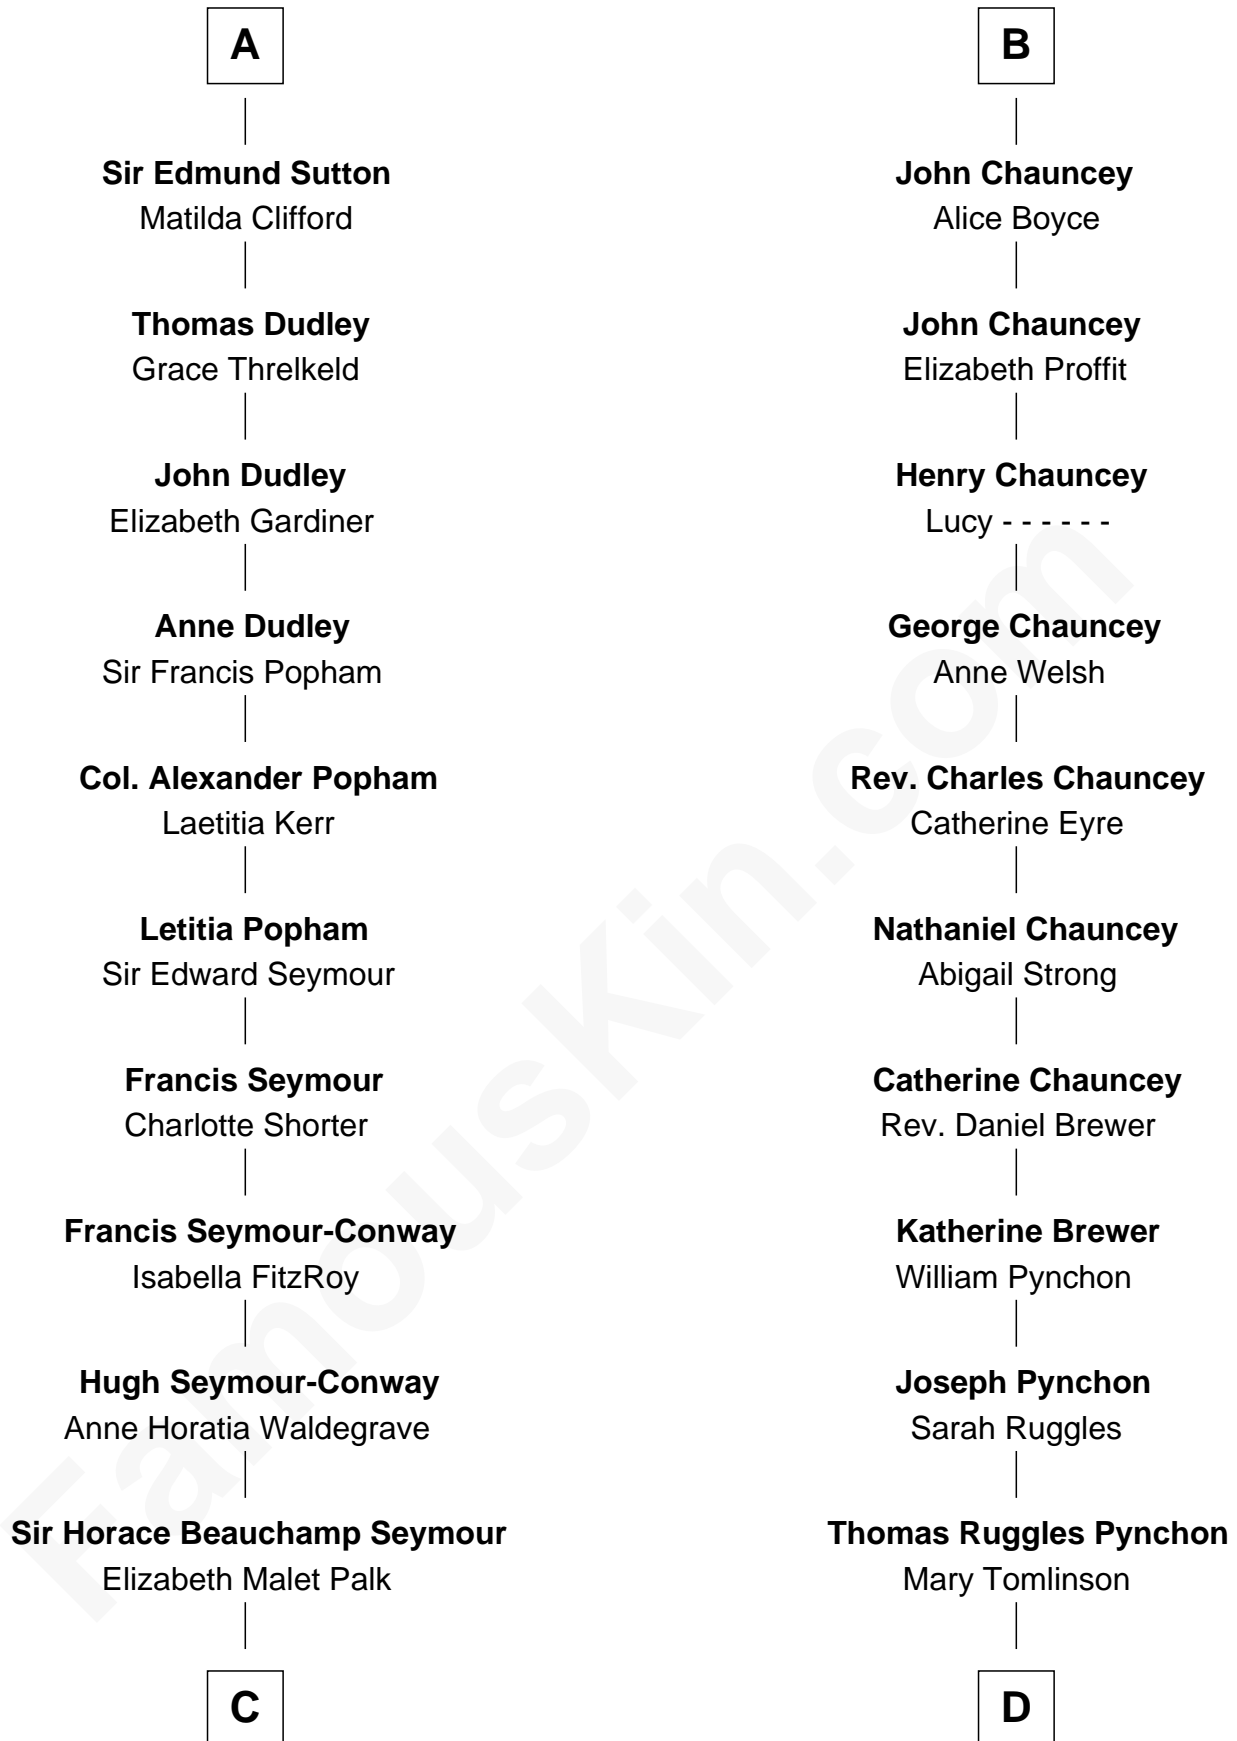 A
Sir Edmund Sutton
Matilda Clifford
Thomas Dudley
Grace Threlkeld
John Dudley
Elizabeth Gardiner
Anne Dudley
Sir Francis Popham
Col. Alexander Popham
Laetitia Kerr
Letitia Popham
Sir Edward Seymour
Francis Seymour
Charlotte Shorter
Francis Seymour-Conway
Isabella FitzRoy
Hugh Seymour-Conway
Anne Horatia Waldegrave
Sir Horace Beauchamp Seymour
Elizabeth Malet Palk
C
B
John Chauncey
Alice Boyce
John Chauncey
Elizabeth Proffit
Henry Chauncey
Lucy - - - - - -
George Chauncey
Anne Welsh
Rev. Charles Chauncey
Catherine Eyre
Nathaniel Chauncey
Abigail Strong
Catherine Chauncey
Rev. Daniel Brewer
Katherine Brewer
William Pynchon
Joseph Pynchon
Sarah Ruggles
Thomas Ruggles Pynchon
Mary Tomlinson
D
FamousKin.com